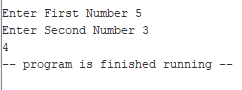 Enter First Number 5
Enter Second Number 3
4
-- program is finished running --